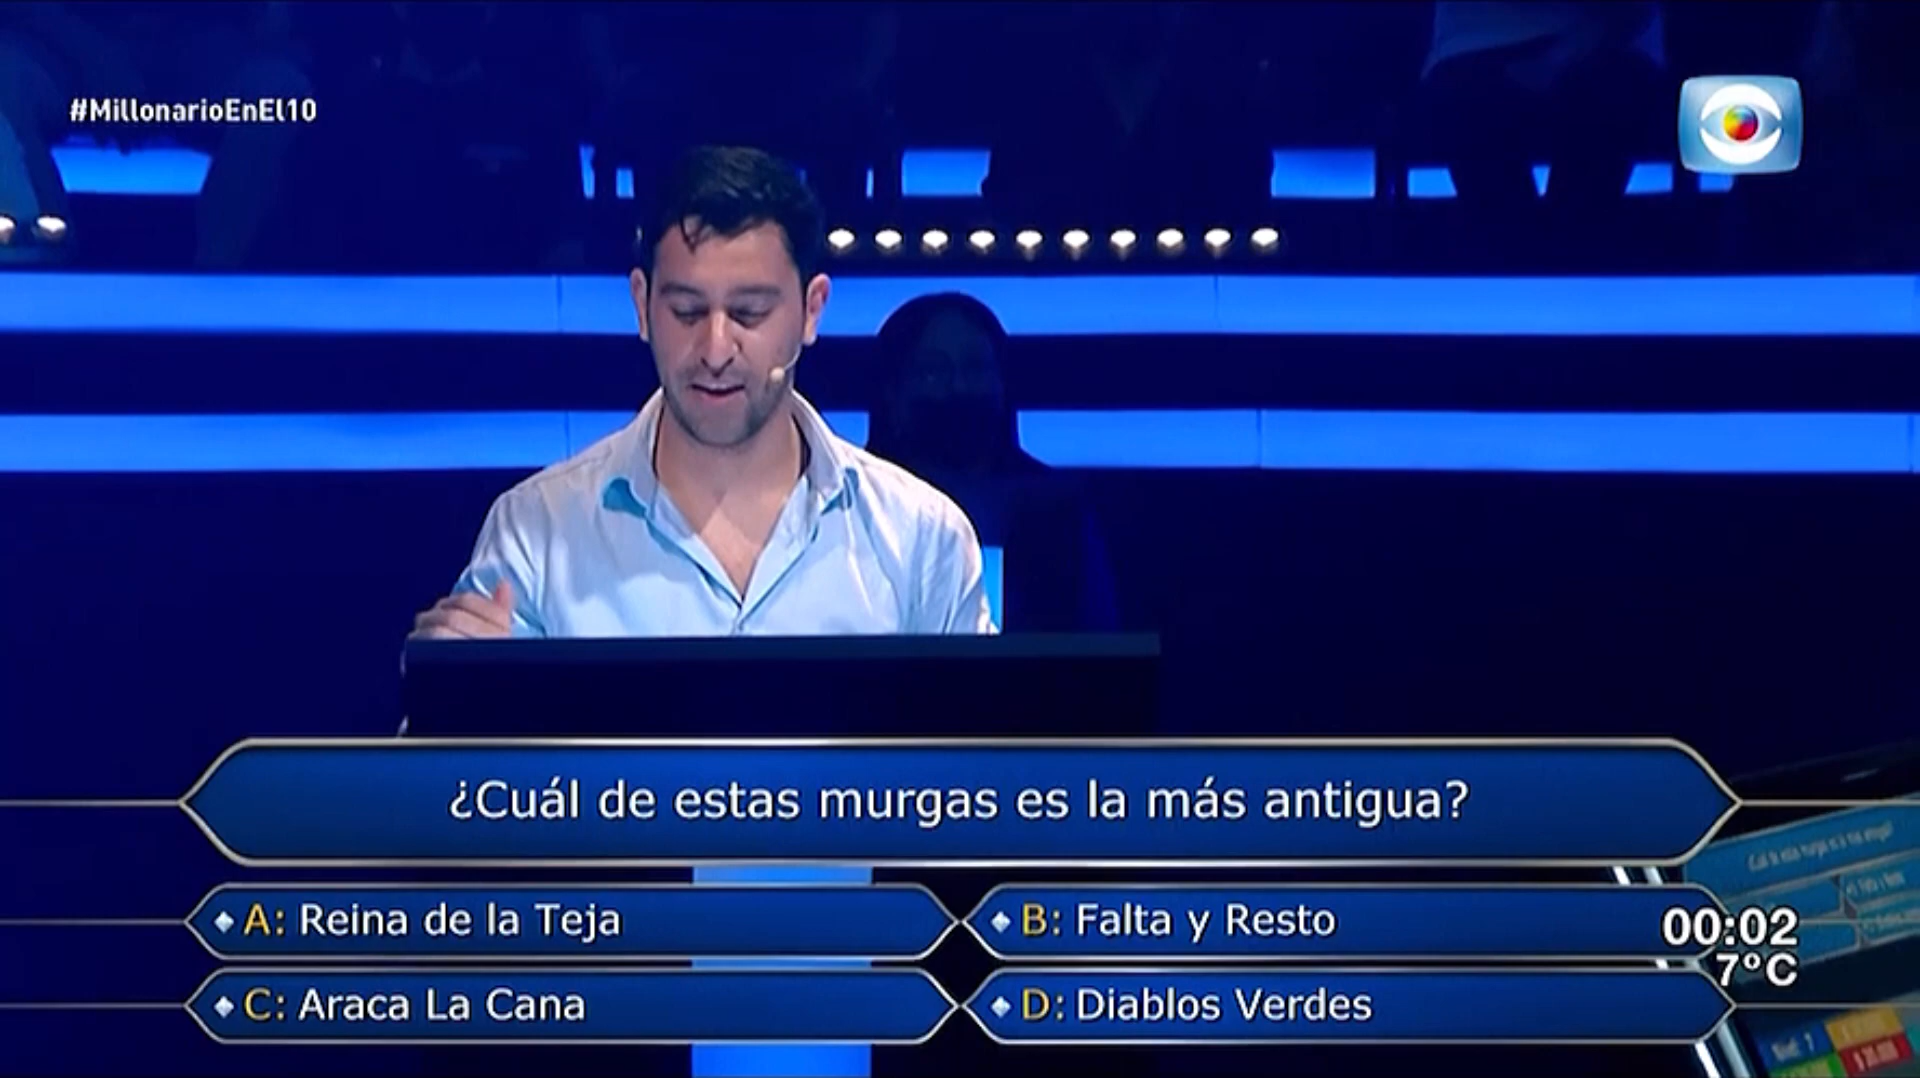 #MillonarioEnEl10
¿Cuál de estas murgas es la más antigua?
A: Reina de la Teja
B: Falta y Resto
C: Araca La Cana
D: Diablos Verdes
00:02
7°C